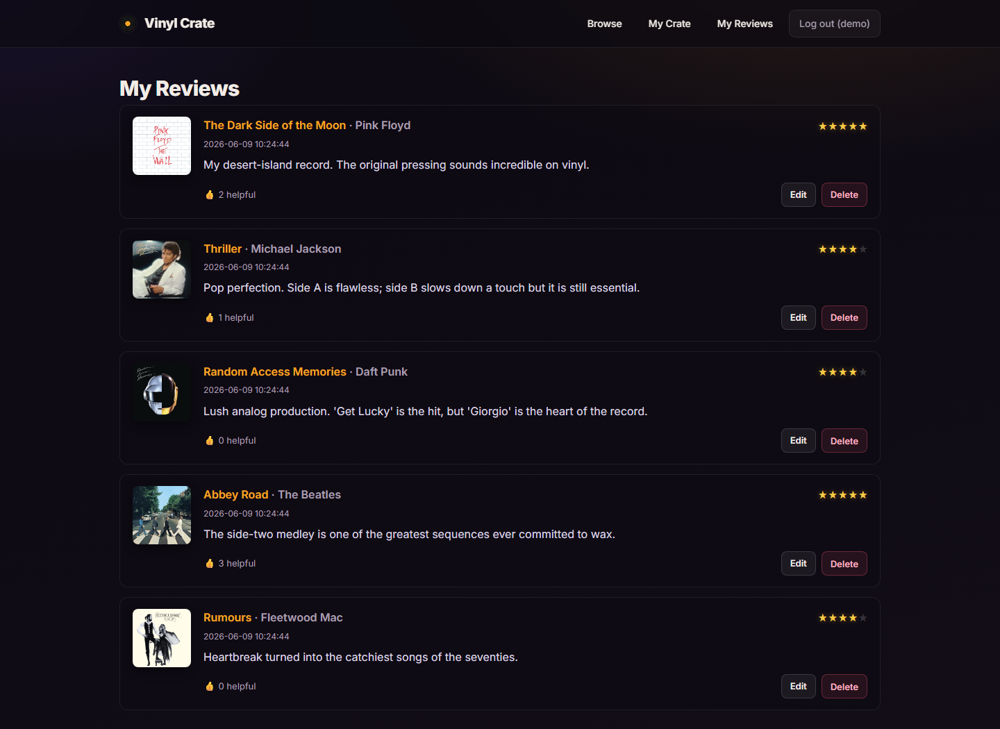 Vinyl Crate
Browse My Crate My Reviews Log out (demo)
My Reviews
PINK
FLOYD
THE
WALL
The Dark Side of the Moon · Pink Floyd ★★★★★
2026-06-09 10:24:44
My desert-island record. The original pressing sounds incredible on vinyl.
👍 2 helpful Edit Delete
Thriller · Michael Jackson ★★★★★
2026-06-09 10:24:44
Pop perfection. Side A is flawless; side B slows down a touch but it is still essential.
👍 1 helpful Edit Delete
Random Access Memories · Daft Punk ★★★★★
2026-06-09 10:24:44
Lush analog production. 'Get Lucky' is the hit, but 'Giorgio' is the heart of the record.
👍 0 helpful Edit Delete
Abbey Road · The Beatles ★★★★★
2026-06-09 10:24:44
The side-two medley is one of the greatest sequences ever committed to wax.
👍 3 helpful Edit Delete
FLEETWOOD MAC
Rumours · Fleetwood Mac ★★★★★
2026-06-09 10:24:44
Heartbreak turned into the catchiest songs of the seventies.
👍 0 helpful Edit Delete